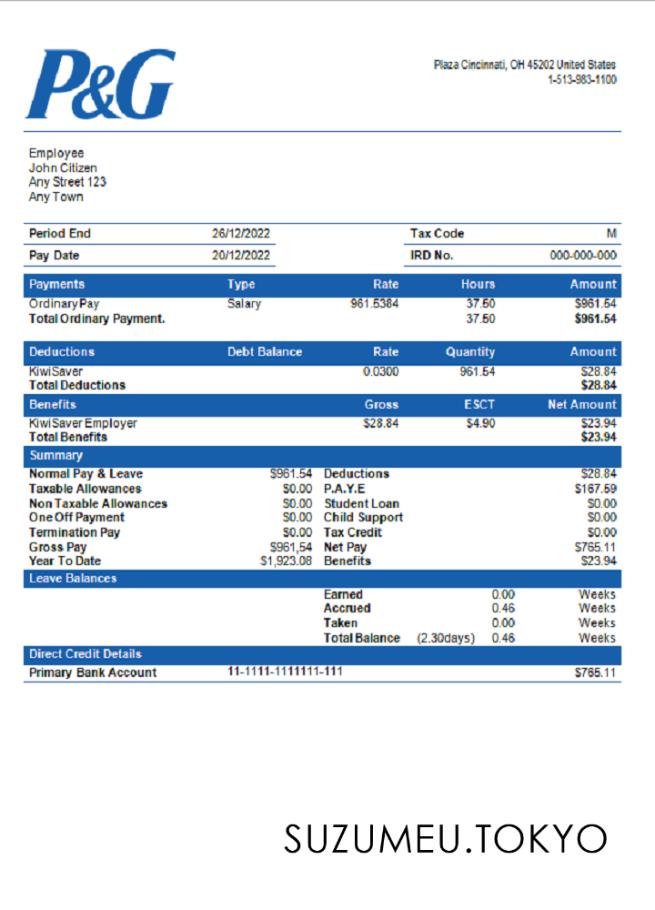 P&G
Plaza Cincinnati, OH 45202 United States
1-513-983-1100
Employee
John Citizen
Any Street 123
Any Town
Period End 26/12/2022 Tax Code M
Pay Date 20/12/2022 IRD No. 000-000-000
Payments Type Rate Hours Amount
Ordinary Pay Salary 961.5384 37.50 $961.54
Total Ordinary Payment. 37.50 $961.54
Deductions Debt Balance Rate Quantity Amount
KiwiSaver 0.0300 961.54 $28.84
Total Deductions $28.84
Benefits Gross ESCT Net Amount
KiwiSaver Employer $28.84 $4.90 $23.94
Total Benefits $23.94
Summary
Normal Pay & Leave $961.54 Deductions $28.84
Taxable Allowances $0.00 P.A.Y.E $167.59
Non Taxable Allowances $0.00 Student Loan $0.00
One Off Payment $0.00 Child Support $0.00
Termination Pay $0.00 Tax Credit $0.00
Gross Pay $961,54 Net Pay $765.11
Year To Date $1,923.08 Benefits $23.94
Leave Balances
Earned 0.00 Weeks
Accrued 0.46 Weeks
Taken 0.00 Weeks
Total Balance (2.30days) 0.46 Weeks
Direct Credit Details
Primary Bank Account 11-1111-1111111-111 $765.11
SUZUMEU.TOKYO